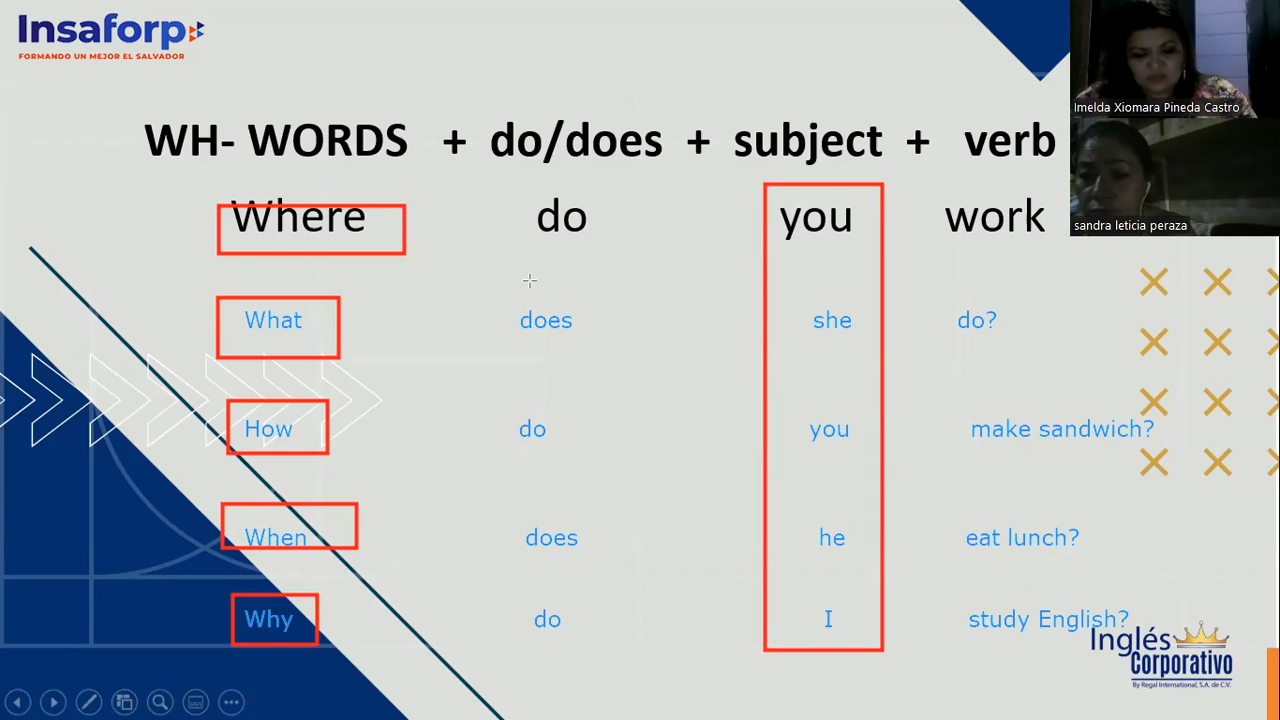 Insaforp
FORMANDO UN MEJOR EL SALVADOR
Imelda Xiomara Pineda Castro
sandra leticia peraza
WH- WORDS + do/does + subject + verb
Where do you work
What does she do?
How do you make sandwich?
When does he eat lunch?
Why do I study English?
Inglés
Corporativo
By Regal International, S.A. de C.V.